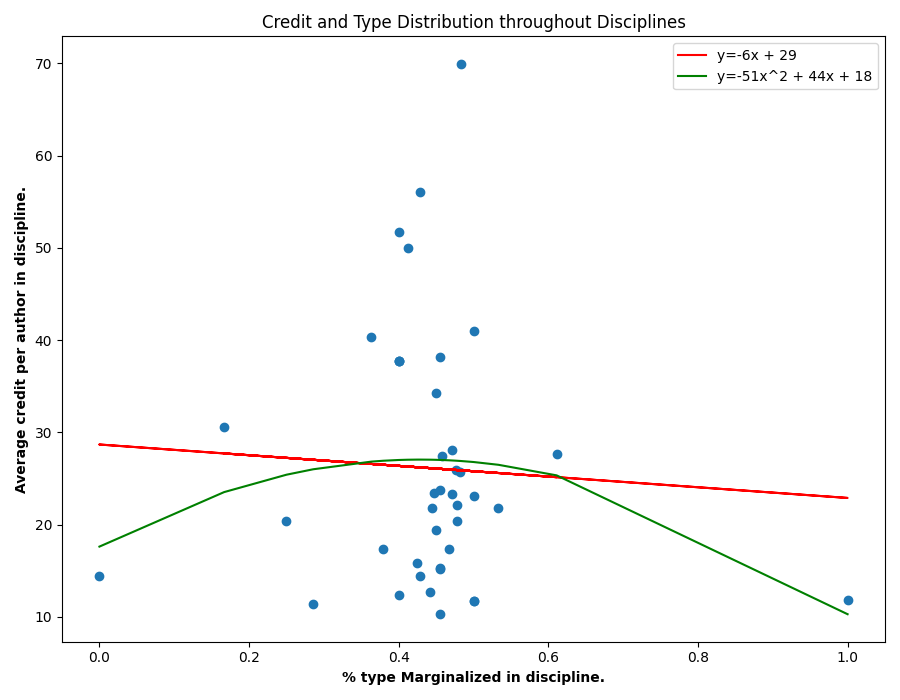 Credit and Type Distribution throughout Disciplines
y=-6x + 29
y=-51x^2 + 44x + 18
Average credit per author in discipline.
70
60
50
40
30
20
10
0.0 0.2 0.4 0.6 0.8 1.0
% type Marginalized in discipline.